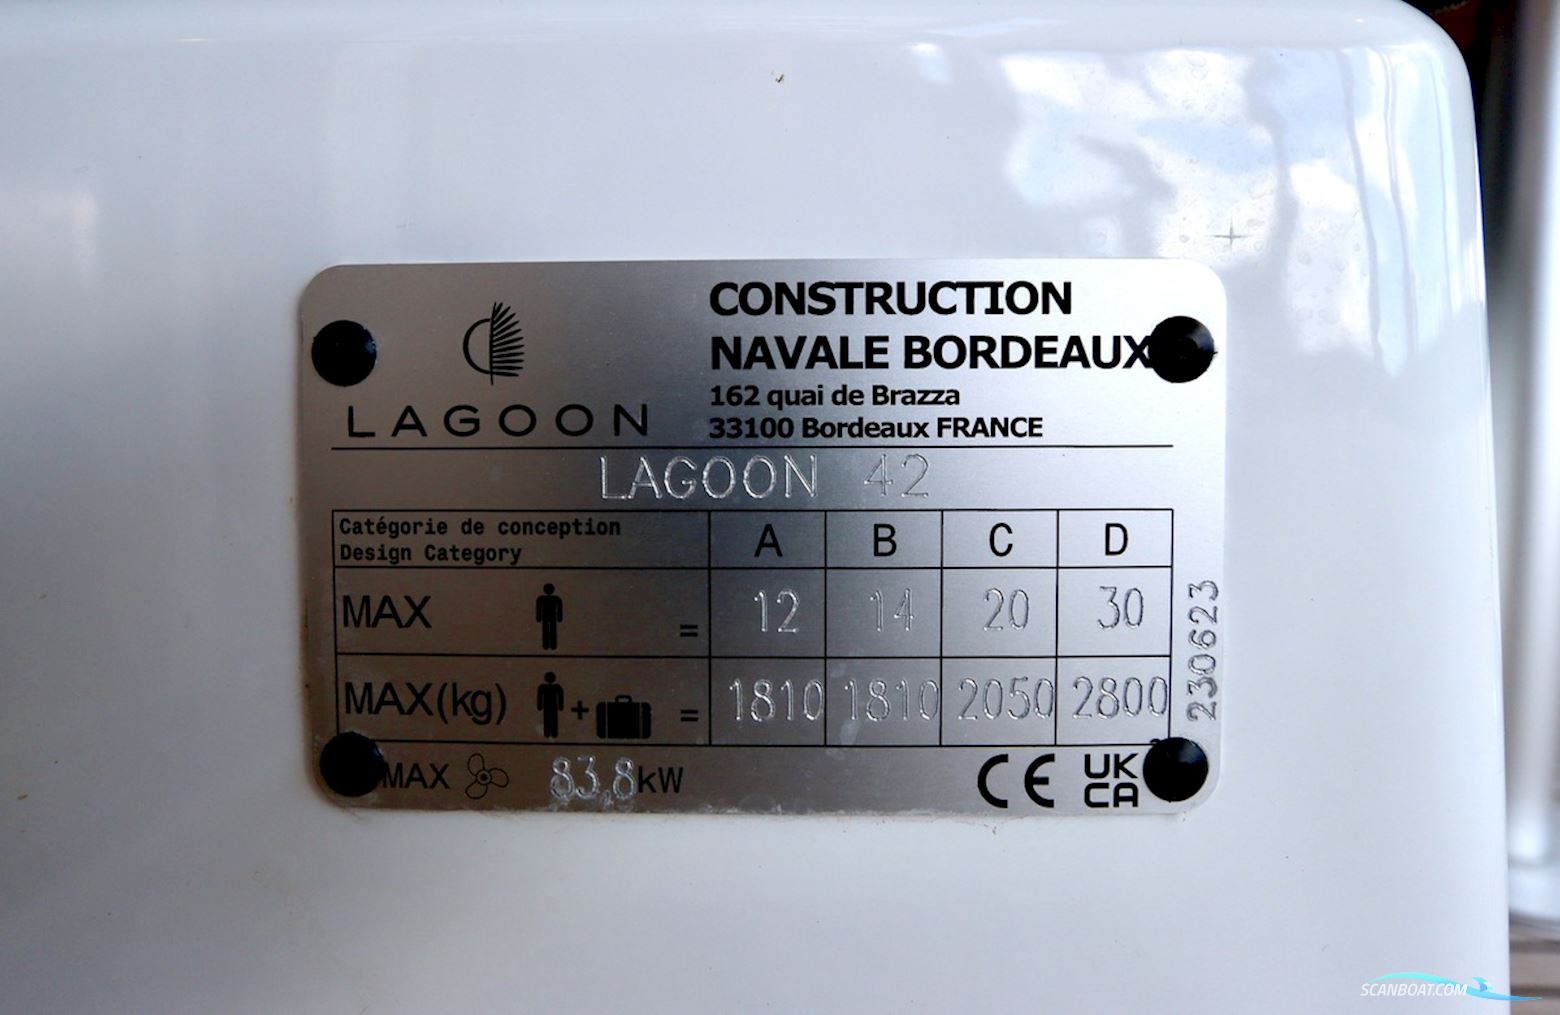 LAGOON
CONSTRUCTION
NAVALE BORDEAUX
162 quai de Brazza
33100 Bordeaux FRANCE
LAGOON 42
Catégorie de conception
Design Category
A B C D
MAX = 12 14 20 30
MAX(kg) + = 1810 1810 2050 2800
MAX 83,8kW
CE
UK
CA
230623
SCANBOAT.COM